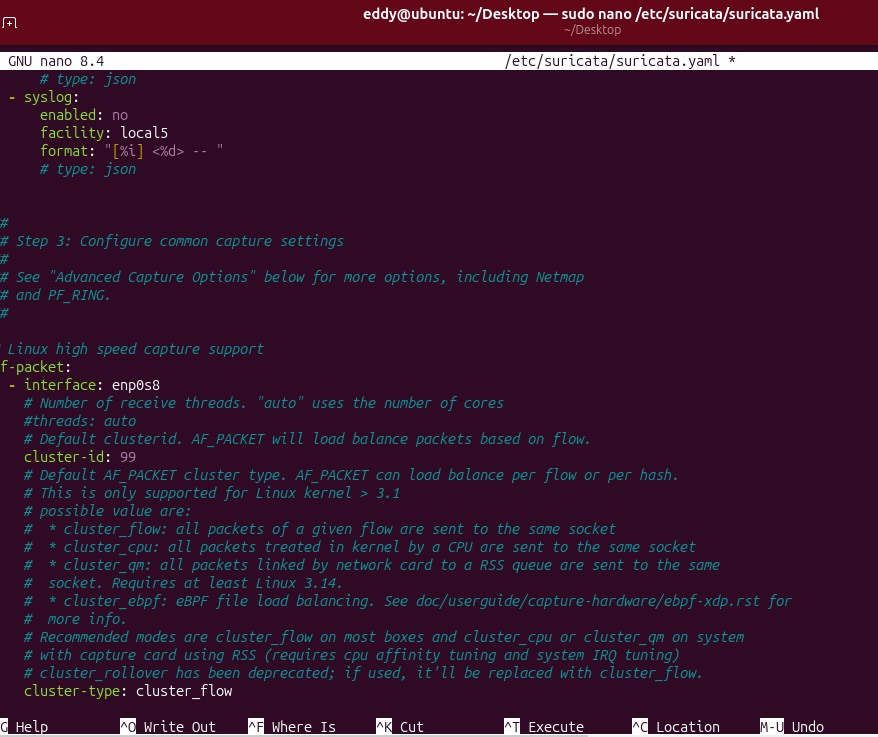 eddy@ubuntu: ~/Desktop — sudo nano /etc/suricata/suricata.yaml
~/Desktop
GNU nano 8.4 /etc/suricata/suricata.yaml *
# type: json
- syslog:
enabled: no
facility: local5
format: "[%i] <%d> -- "
# type: json
#
# Step 3: Configure common capture settings
#
# See "Advanced Capture Options" below for more options, including Netmap
# and PF_RING.
#
Linux high speed capture support
f-packet:
- interface: enp0s8
# Number of receive threads. "auto" uses the number of cores
#threads: auto
# Default clusterid. AF_PACKET will load balance packets based on flow.
cluster-id: 99
# Default AF_PACKET cluster type. AF_PACKET can load balance per flow or per hash.
# This is only supported for Linux kernel > 3.1
# possible value are:
# * cluster_flow: all packets of a given flow are sent to the same socket
# * cluster_cpu: all packets treated in kernel by a CPU are sent to the same socket
# * cluster_qm: all packets linked by network card to a RSS queue are sent to the same
# socket. Requires at least Linux 3.14.
# * cluster_ebpf: eBPF file load balancing. See doc/userguide/capture-hardware/ebpf-xdp.rst for
# more info.
# Recommended modes are cluster_flow on most boxes and cluster_cpu or cluster_qm on system
# with capture card using RSS (requires cpu affinity tuning and system IRQ tuning)
# cluster_rollover has been deprecated; if used, it'll be replaced with cluster_flow.
cluster-type: cluster_flow
G Help ^O Write Out ^F Where Is ^K Cut ^T Execute ^C Location M-U Undo